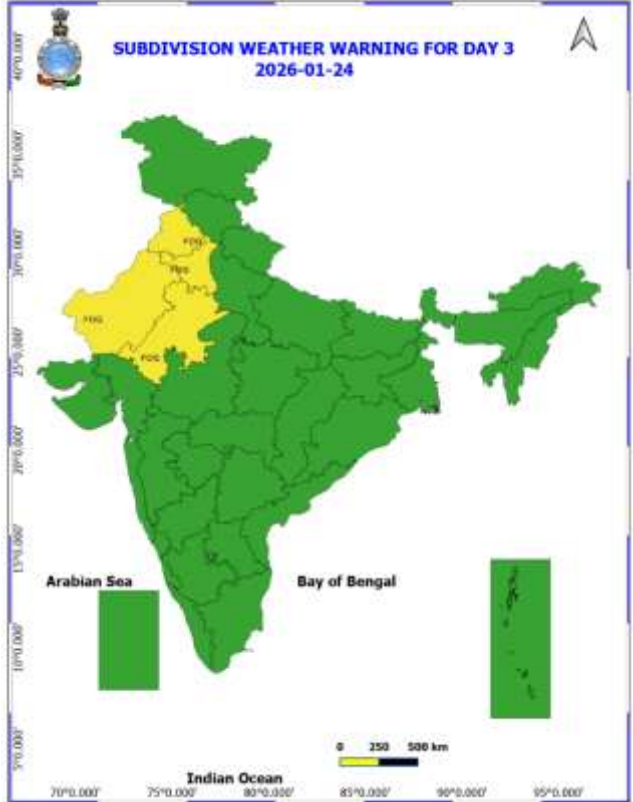 SUBDIVISION WEATHER WARNING FOR DAY 3
2026-01-24
40°0.000'
35°0.000'
30°0.000'
25°0.000'
20°0.000'
15°0.000'
10°0.000'
5°0.000'
FOG
FOG
FOG
FOG
Arabian Sea
Bay of Bengal
0 250 500 km
Indian Ocean
70°0.000' 75°0.000' 80°0.000' 85°0.000' 90°0.000' 95°0.000'